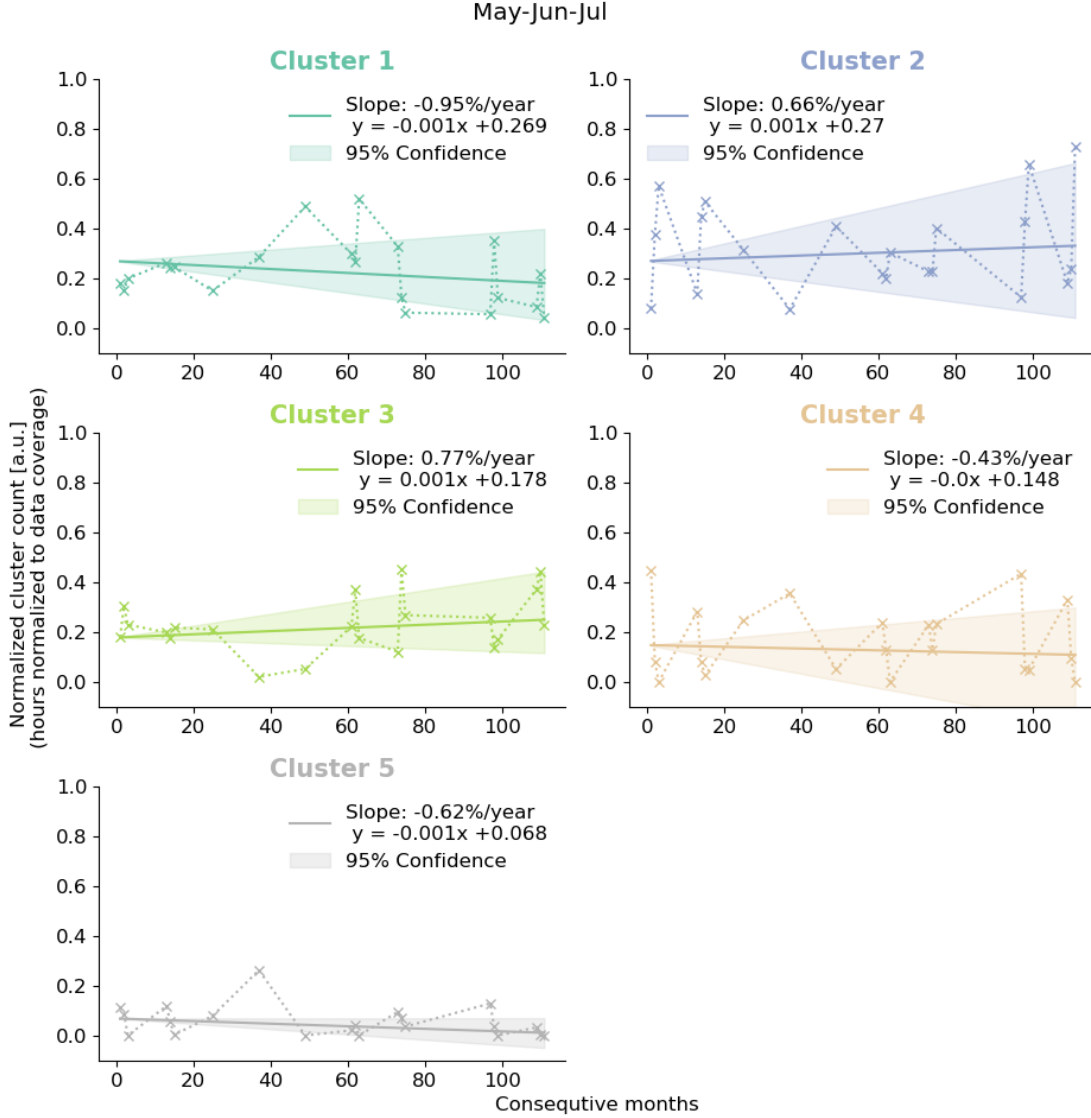 May-Jun-Jul
Normalized cluster count [a.u.]
(hours normalized to data coverage)
Cluster 1
1.0
0.8
0.6
0.4
0.2
0.0
0 20 40 60 80 100
Slope: -0.95%/year
y = -0.001x +0.269
95% Confidence
Cluster 2
1.0
0.8
0.6
0.4
0.2
0.0
0 20 40 60 80 100
Slope: 0.66%/year
y = 0.001x +0.27
95% Confidence
Cluster 3
1.0
0.8
0.6
0.4
0.2
0.0
0 20 40 60 80 100
Slope: 0.77%/year
y = 0.001x +0.178
95% Confidence
Cluster 4
1.0
0.8
0.6
0.4
0.2
0.0
0 20 40 60 80 100
Slope: -0.43%/year
y = -0.0x +0.148
95% Confidence
Cluster 5
1.0
0.8
0.6
0.4
0.2
0.0
0 20 40 60 80 100
Slope: -0.62%/year
y = -0.001x +0.068
95% Confidence
Consequtive months